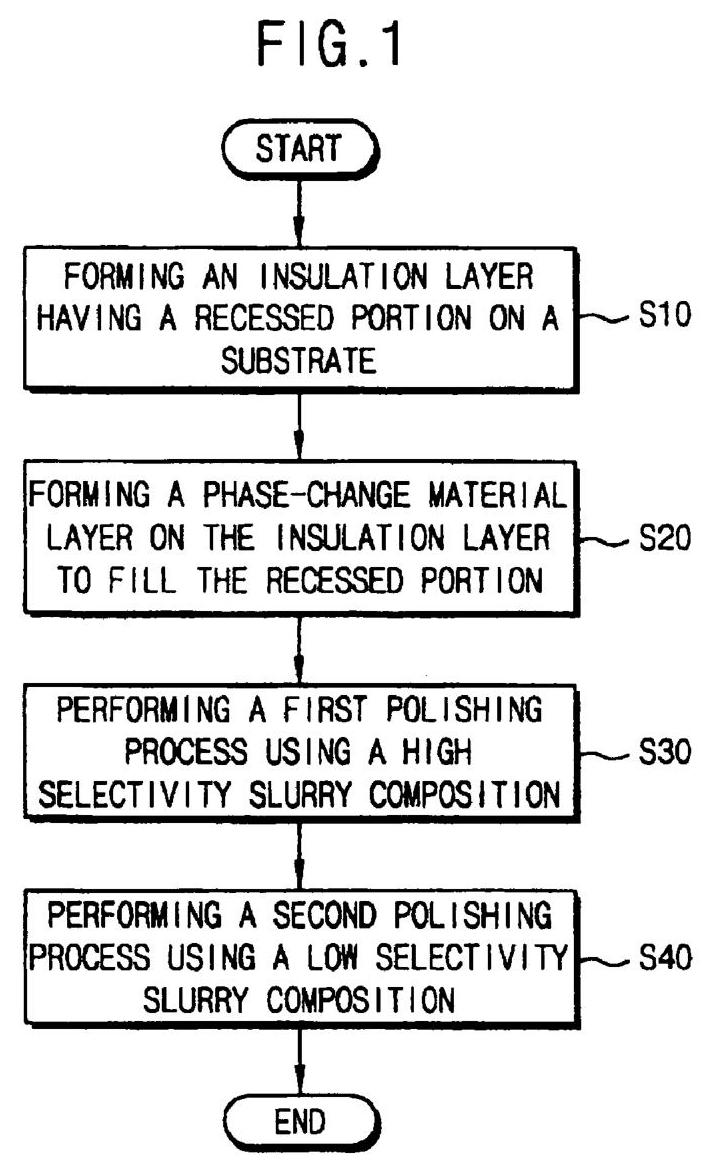 FIG.1
START
FORMING AN INSULATION LAYER
HAVING A RECESSED PORTION ON A
SUBSTRATE
S10
FORMING A PHASE-CHANGE MATERIAL
LAYER ON THE INSULATION LAYER
TO FILL THE RECESSED PORTION
S20
PERFORMING A FIRST POLISHING
PROCESS USING A HIGH
SELECTIVITY SLURRY COMPOSITION
S30
PERFORMING A SECOND POLISHING
PROCESS USING A LOW SELECTIVITY
SLURRY COMPOSITION
S40
END